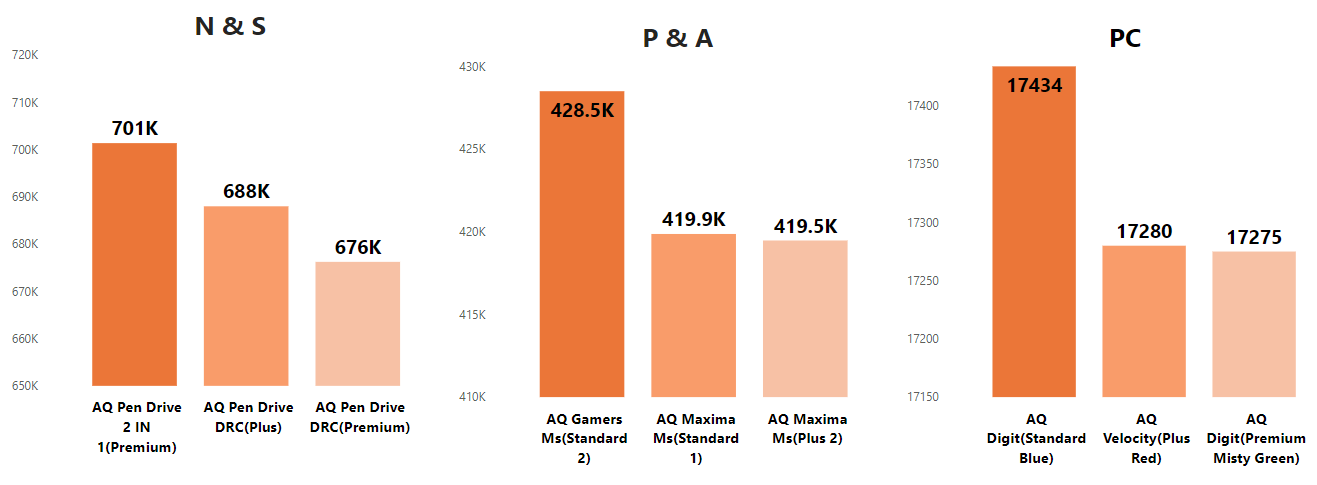 N & S
720K
710K
700K
690K
680K
670K
660K
650K
701K
688K
676K
AQ Pen Drive
2 IN
1(Premium)
AQ Pen Drive
DRC(Plus)
AQ Pen Drive
DRC(Premium)
P & A
430K
425K
420K
415K
410K
428.5K
419.9K
419.5K
AQ Gamers
Ms(Standard
2)
AQ Maxima
Ms(Standard
1)
AQ Maxima
Ms(Plus 2)
PC
17400
17350
17300
17250
17200
17150
17434
17280
17275
AQ
Digit(Standard
Blue)
AQ
Velocity(Plus
Red)
AQ
Digit(Premium
Misty Green)